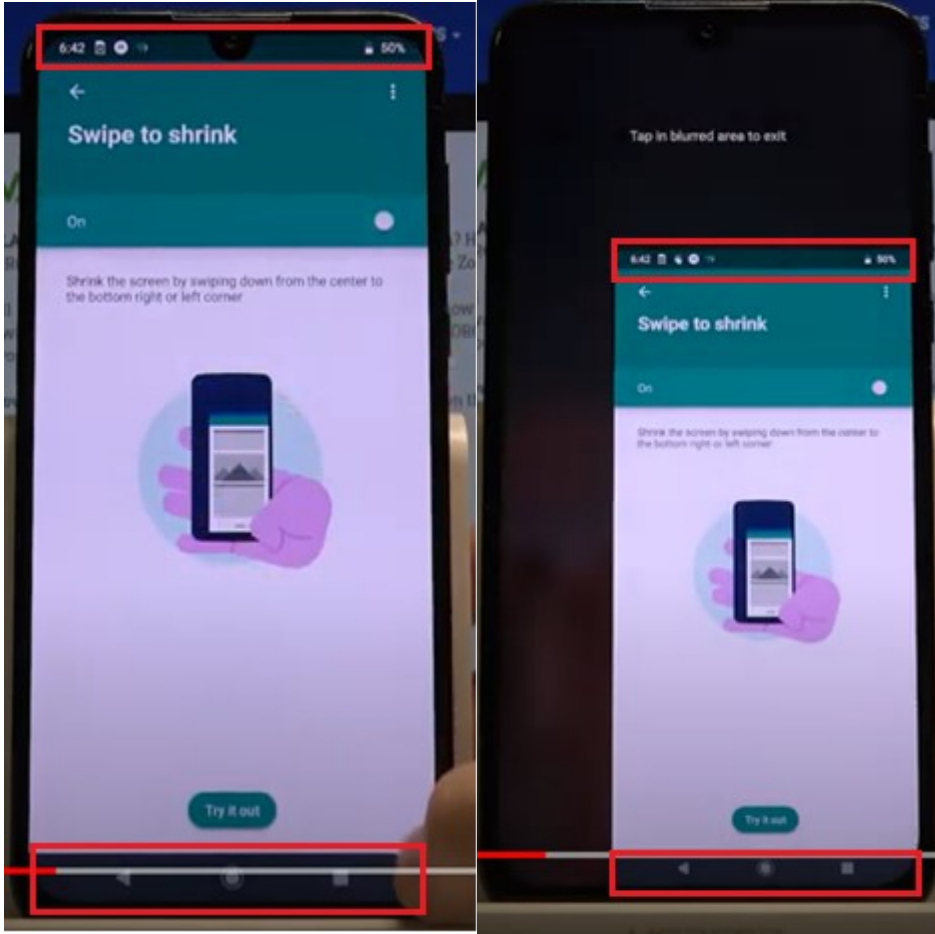 6:42
50%
Swipe to shrink
On
Shrink the screen by swiping down from the center to
the bottom right or left corner
Try it out
Tap in blurred area to exit
6:42
50%
Swipe to shrink
On
Shrink the screen by swiping down from the center to
the bottom right or left corner
Try it out